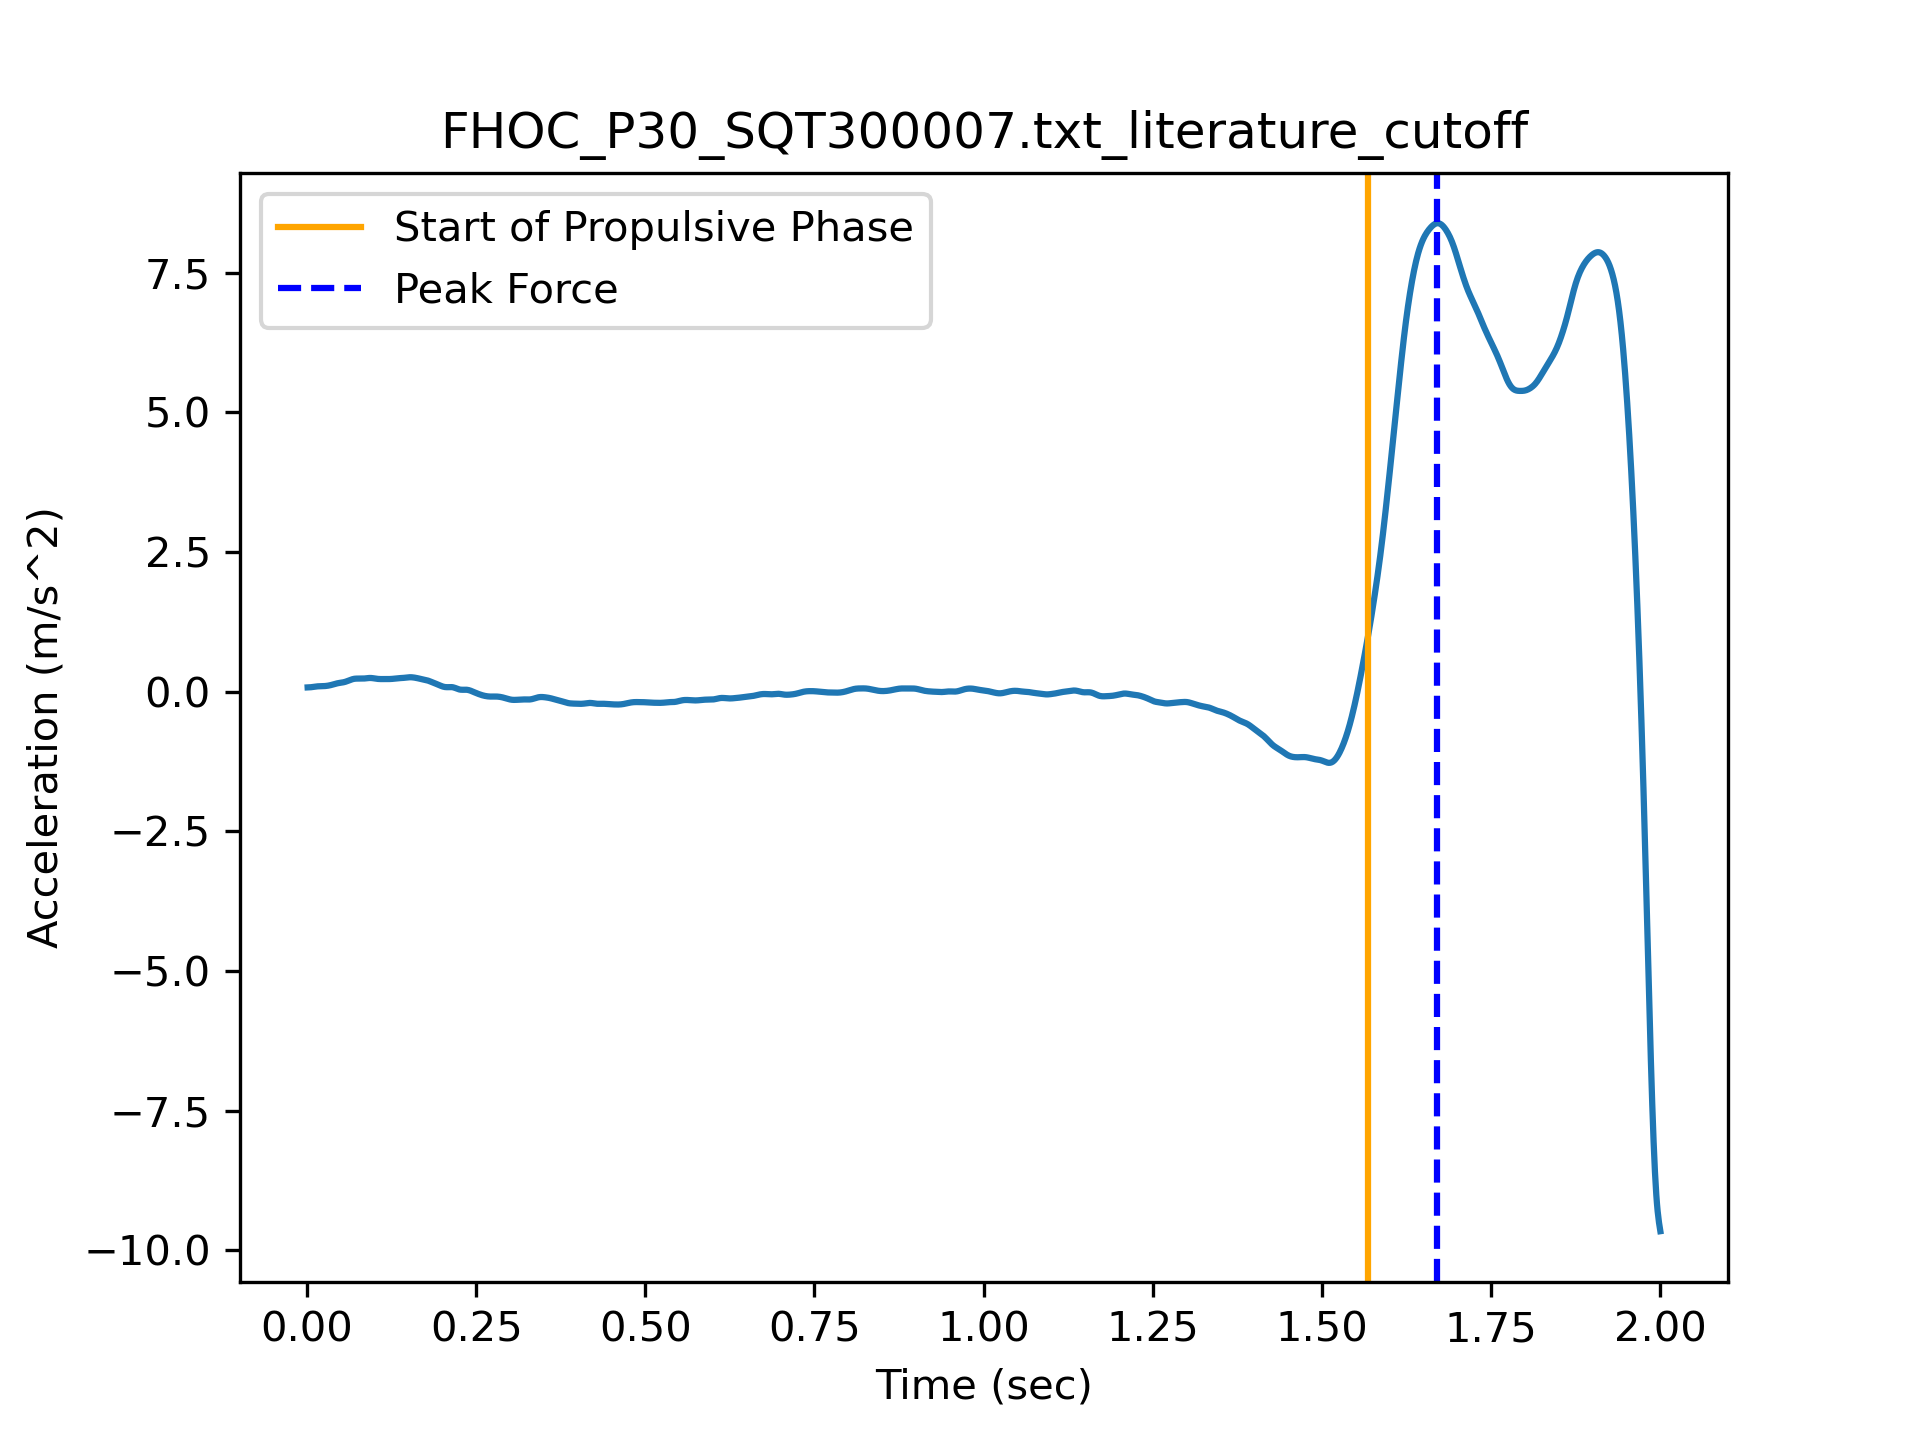 FHOC_P30_SQT300007.txt_literature_cutoff
Start of Propulsive Phase
Peak Force
7.5
5.0
2.5
0.0
−2.5
−5.0
−7.5
−10.0
Acceleration (m/s^2)
0.00 0.25 0.50 0.75 1.00 1.25 1.50 1.75 2.00
Time (sec)